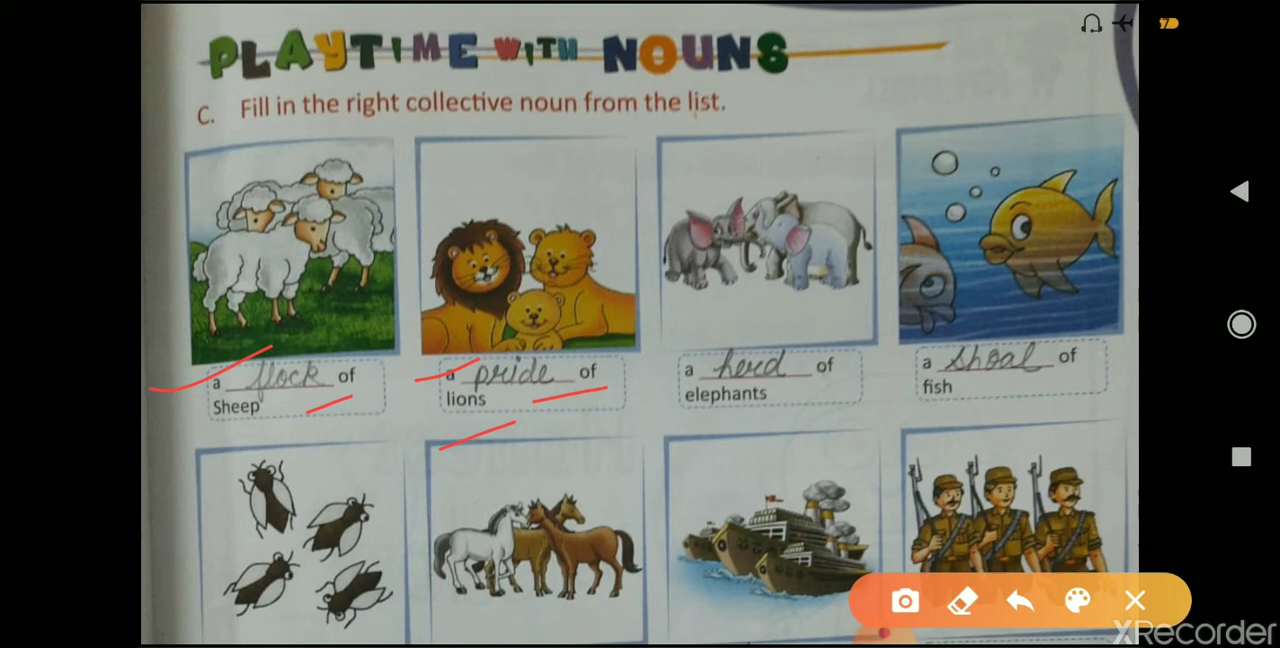 PLAYTIME WITH NOUNS
C. Fill in the right collective noun from the list.
a flock of
Sheep
a pride of
lions
a herd of
elephants
a shoal of
fish
7
XRecorder